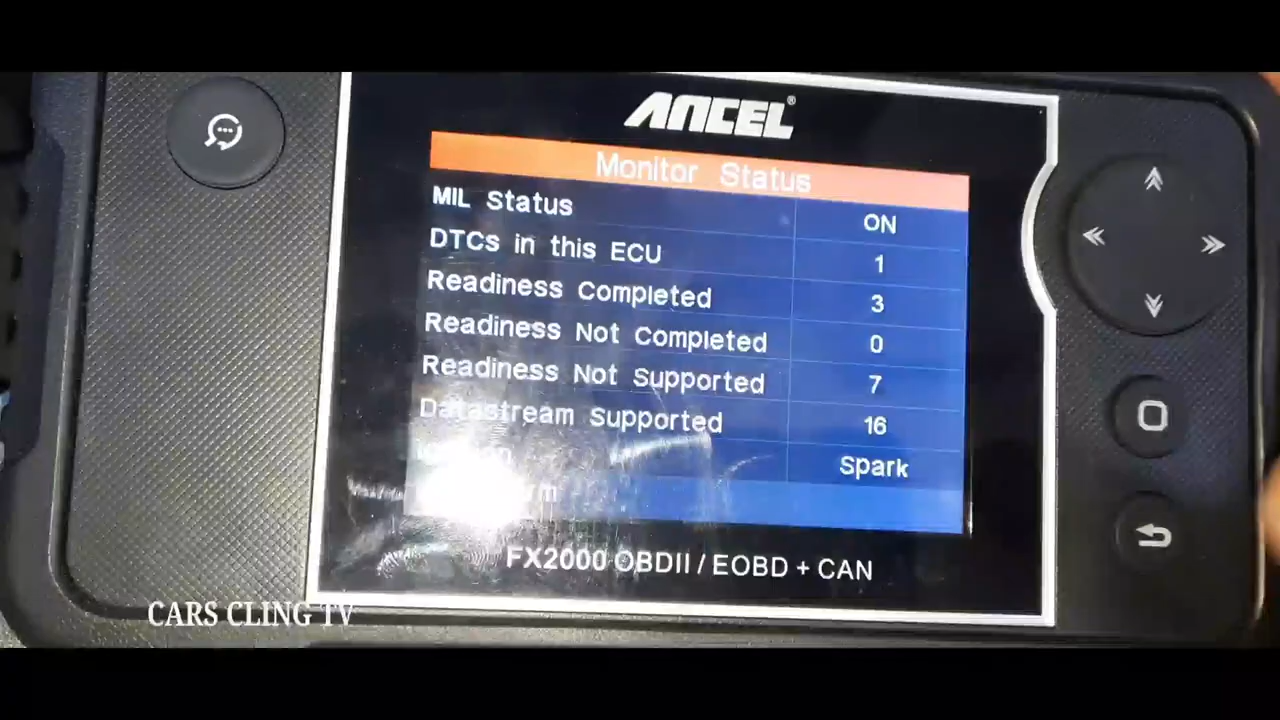 ANCEL®
Monitor Status
MIL Status ON
DTCs in this ECU 1
Readiness Completed 3
Readiness Not Completed 0
Readiness Not Supported 7
Datastream Supported 16
Spark
FX2000 OBDII / EOBD + CAN
CARS CLING TV